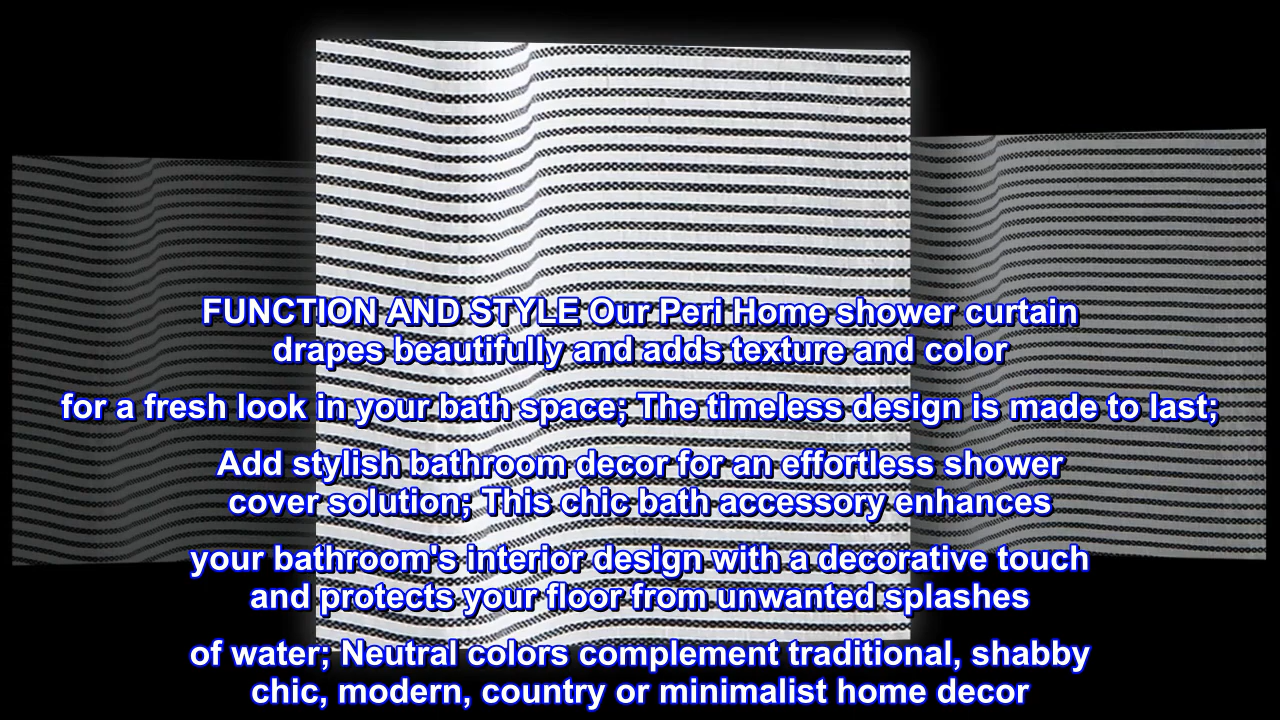 FUNCTION AND STYLE Our Peri Home shower curtain
drapes beautifully and adds texture and color
for a fresh look in your bath space; The timeless design is made to last;
Add stylish bathroom decor for an effortless shower
cover solution; This chic bath accessory enhances
your bathroom's interior design with a decorative touch
and protects your floor from unwanted splashes
of water; Neutral colors complement traditional, shabby
chic, modern, country or minimalist home decor